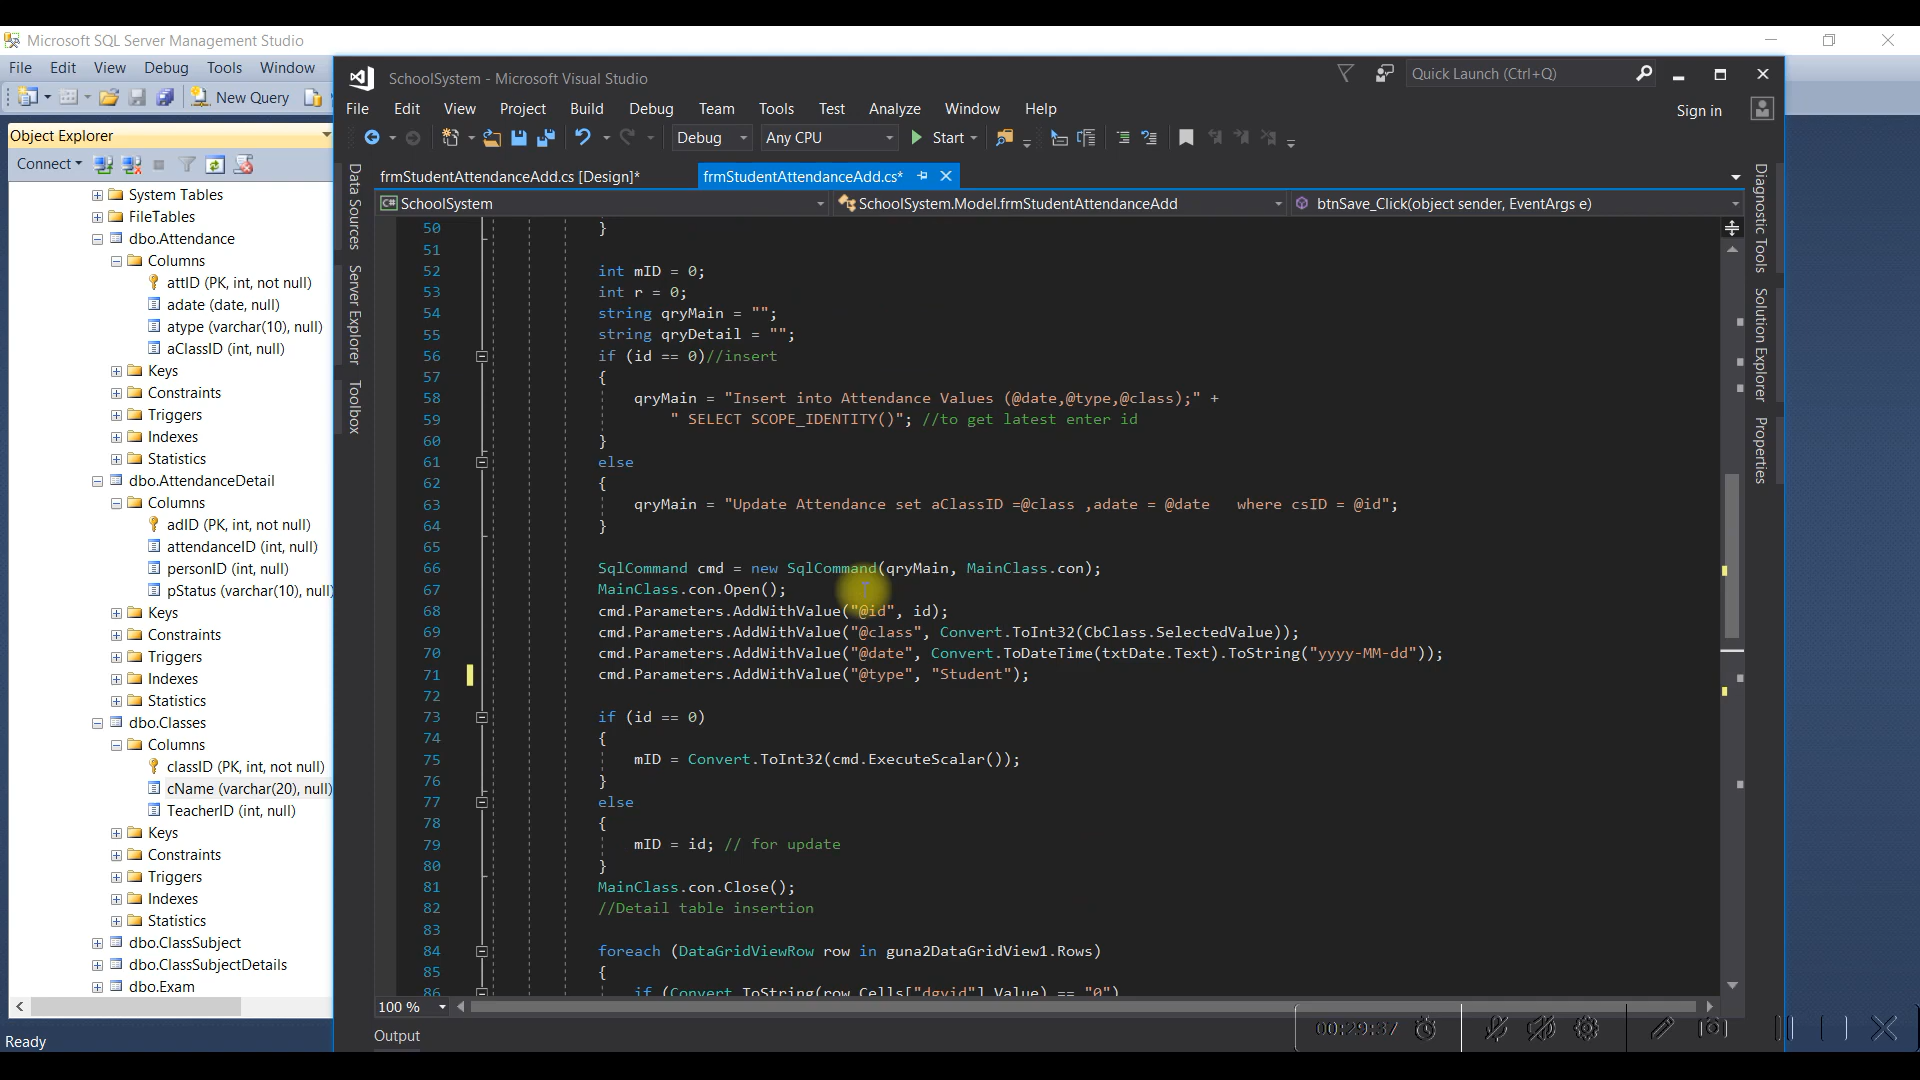 Microsoft SQL Server Management Studio
File Edit View Debug Tools Window
New Query
Object Explorer
Connect
System Tables
FileTables
dbo.Attendance
Columns
attID (PK, int, not null)
adate (date, null)
atype (varchar(10), null)
aClassID (int, null)
Keys
Constraints
Triggers
Indexes
Statistics
dbo.AttendanceDetail
Columns
adID (PK, int, not null)
attendanceID (int, null)
personID (int, null)
pStatus (varchar(10), null)
Keys
Constraints
Triggers
Indexes
Statistics
dbo.Classes
Columns
classID (PK, int, not null)
cName (varchar(20), null)
TeacherID (int, null)
Keys
Constraints
Triggers
Indexes
Statistics
dbo.ClassSubject
dbo.ClassSubjectDetails
dbo.Exam
Ready
SchoolSystem - Microsoft Visual Studio
Quick Launch (Ctrl+Q)
File Edit View Project Build Debug Team Tools Test Analyze Window Help
Sign in
Debug Any CPU Start
Data Sources
Server Explorer
Toolbox
frmStudentAttendanceAdd.cs [Design]* frmStudentAttendanceAdd.cs*
C# SchoolSystem SchoolSystem.Model.frmStudentAttendanceAdd btnSave_Click(object sender, EventArgs e)
50 }
51
52 int mID = 0;
53 int r = 0;
54 string qryMain = "";
55 string qryDetail = "";
56 if (id == 0)//insert
57 {
58 qryMain = "Insert into Attendance Values (@date,@type,@class);" +
59 " SELECT SCOPE_IDENTITY()"; //to get latest enter id
60 }
61 else
62 {
63 qryMain = "Update Attendance set aClassID =@class ,adate = @date   where csID = @id";
64 }
65
66 SqlCommand cmd = new SqlCommand(qryMain, MainClass.con);
67 MainClass.con.Open();
68 cmd.Parameters.AddWithValue("@id", id);
69 cmd.Parameters.AddWithValue("@class", Convert.ToInt32(CbClass.SelectedValue));
70 cmd.Parameters.AddWithValue("@date", Convert.ToDateTime(txtDate.Text).ToString("yyyy-MM-dd"));
71 cmd.Parameters.AddWithValue("@type", "Student");
72
73 if (id == 0)
74 {
75 mID = Convert.ToInt32(cmd.ExecuteScalar());
76 }
77 else
78 {
79 mID = id; // for update
80 }
81 MainClass.con.Close();
82 //Detail table insertion
83
84 foreach (DataGridViewRow row in guna2DataGridView1.Rows)
85 {
86 if (Convert.ToString(row.Cells["dgvid"].Value) == "0")
100 %
Output
Diagnostic Tools
Solution Explorer
Properties
00:29:37